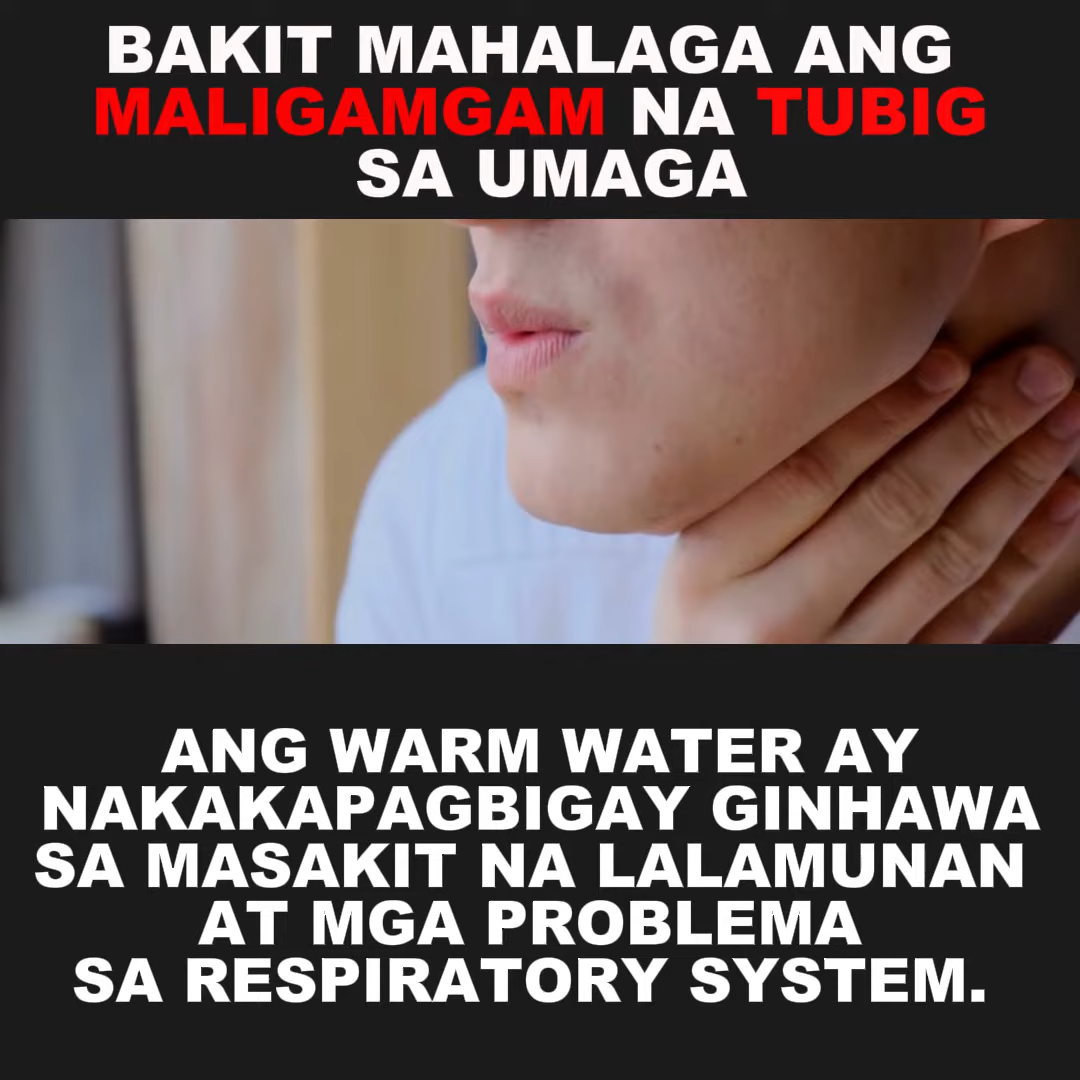 BAKIT MAHALAGA ANG
MALIGAMGAM NA TUBIG
SA UMAGA
ANG WARM WATER AY
NAKAKAPAGBIGAY GINHAWA
SA MASAKIT NA LALAMUNAN
AT MGA PROBLEMA
SA RESPIRATORY SYSTEM.